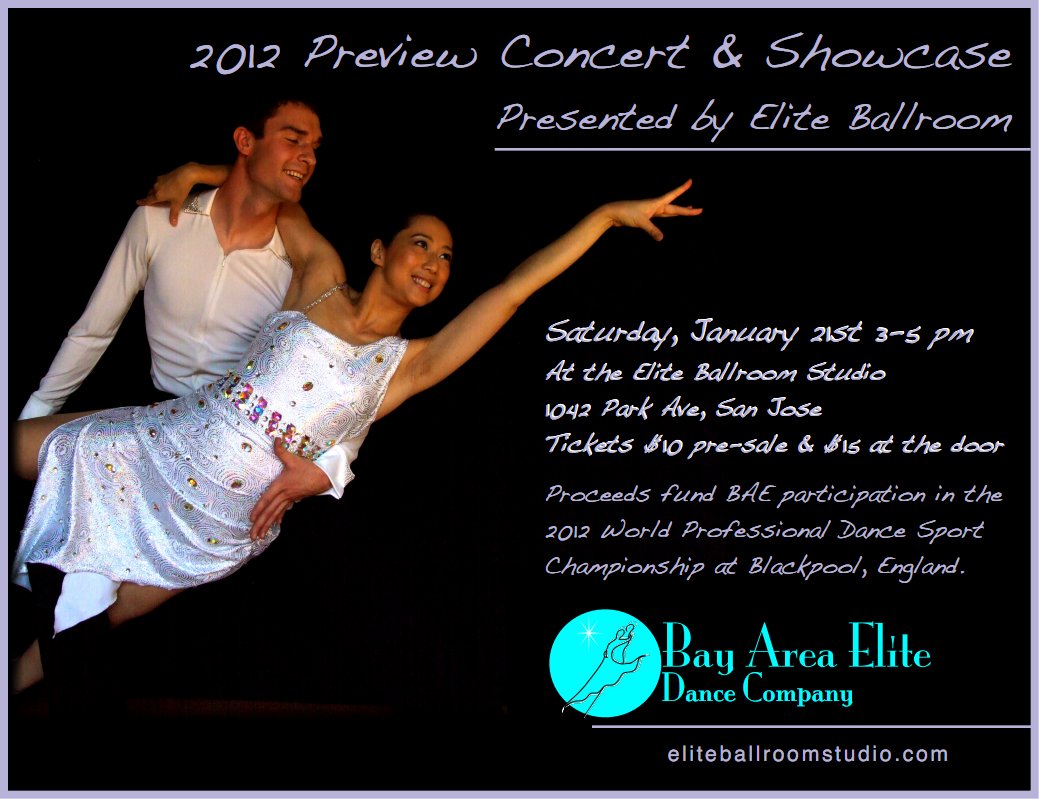 2012 Preview Concert & Showcase
Presented by Elite Ballroom
Saturday, January 21st 3-5 pm
At the Elite Ballroom Studio
1042 Park Ave, San Jose
Tickets $10 pre-sale & $15 at the door
Proceeds fund BAE participation in the
2012 World Professional Dance Sport
Championship at Blackpool, England.
Bay Area Elite
Dance Company
eliteballroomstudio.com